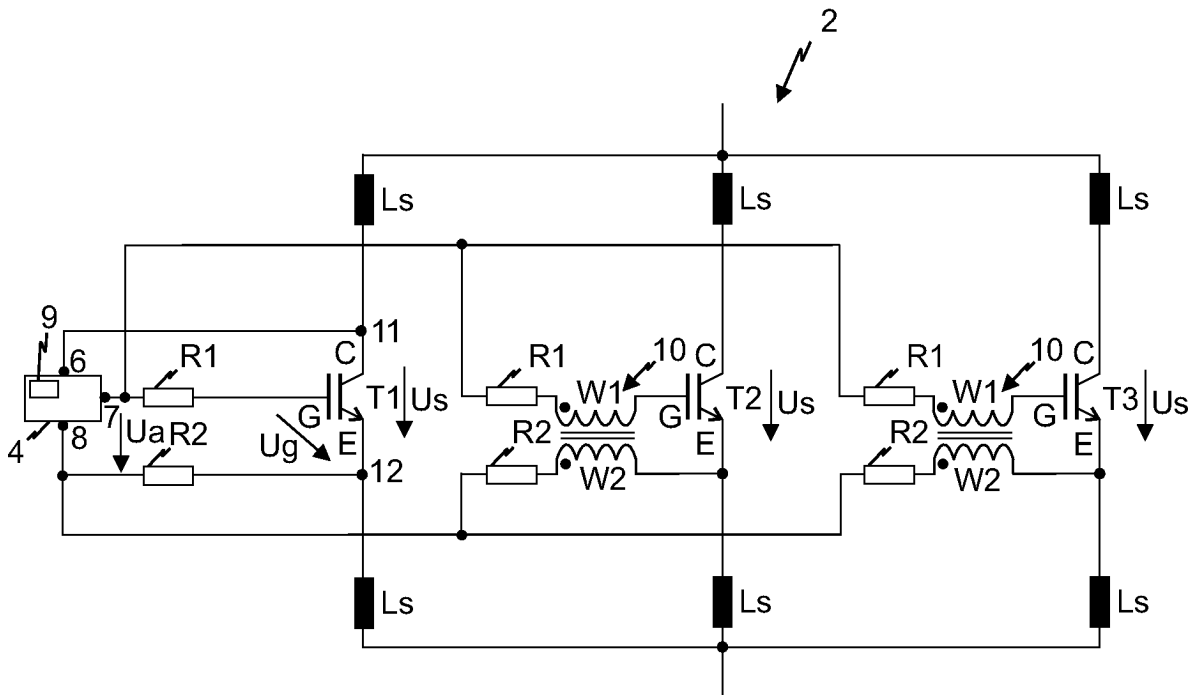 2
Ls Ls Ls
11
9
6 R1 C R1 10 C R1 10 C
W1 W1
T1 Us T2 Us T3 Us
7 G G G
4 8 Ua R2 Ug E R2 E R2 E
12 W2 W2
Ls Ls Ls